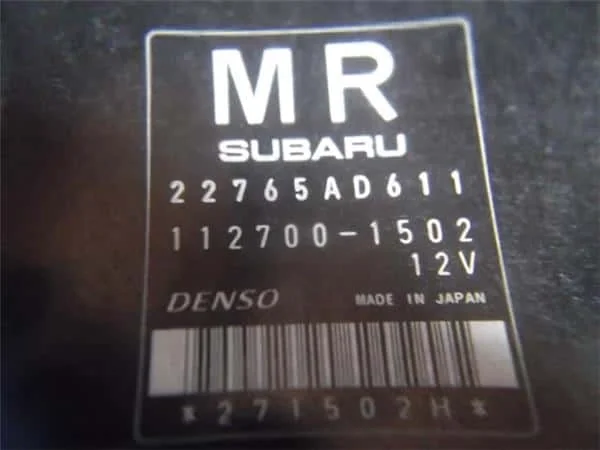 MR
SUBARU
22765AD611
112700-1502
12V
DENSO MADE IN JAPAN
*271502H*